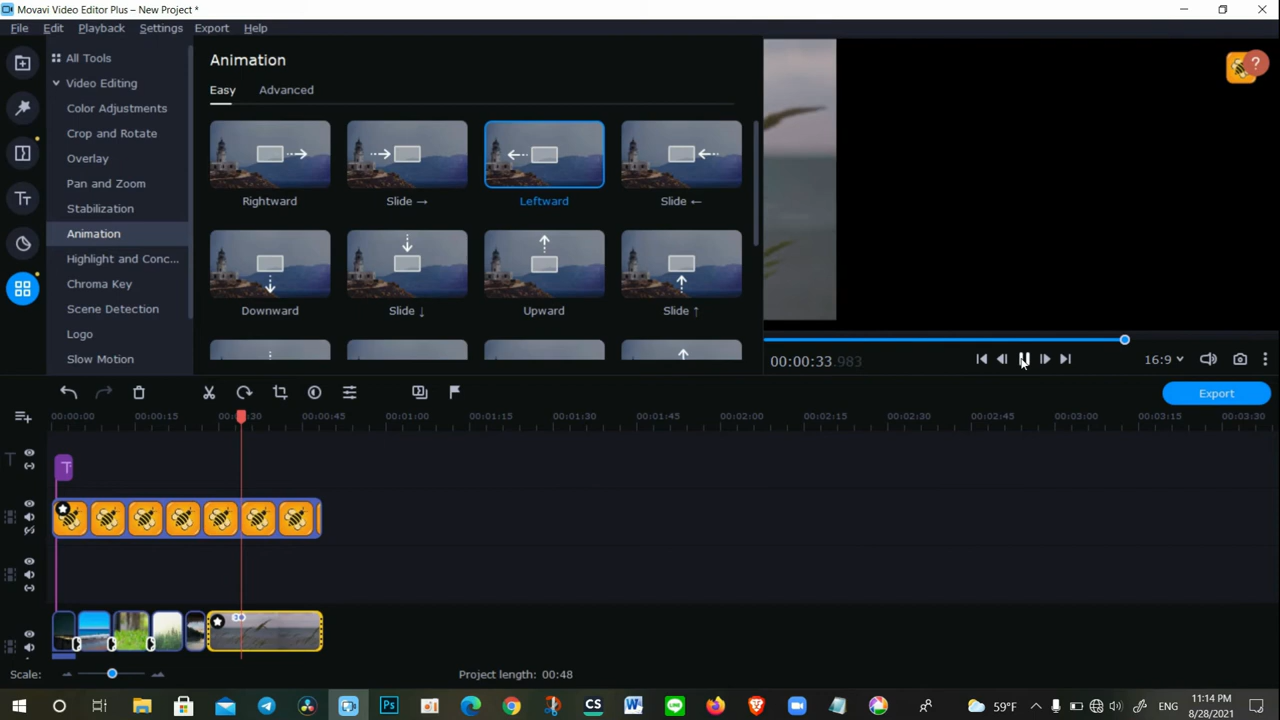 Movavi Video Editor Plus – New Project *
File Edit Playback Settings Export Help
All Tools
Video Editing
Color Adjustments
Crop and Rotate
Overlay
Pan and Zoom
Stabilization
Animation
Highlight and Conc...
Chroma Key
Scene Detection
Logo
Slow Motion
Animation
Easy Advanced
Rightward Slide → Leftward Slide ←
Downward Slide ↓ Upward Slide ↑
?
00:00:33.983
16:9
Export
00:00:00 00:00:15 00:00:45 00:01:00 00:01:15 00:01:30 00:01:45 00:02:00 00:02:15 00:02:30 00:02:45 00:03:00 00:03:15 00:03:30
T
T
Scale:
Project length: 00:48
Tt
Ps
CS
W
LINE
59°F
ENG
11:14 PM
8/28/2021